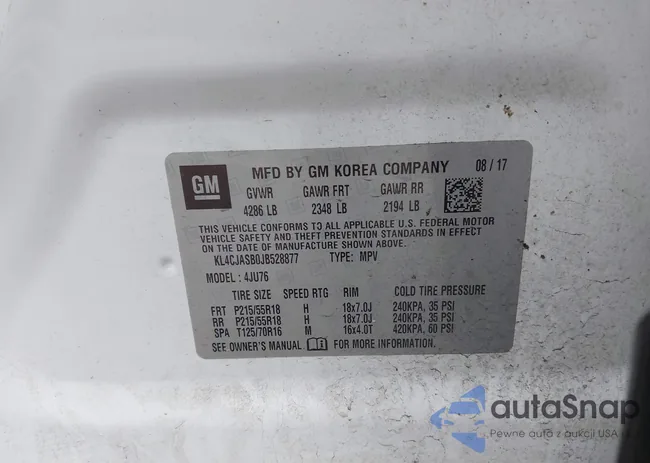 GM
MFD BY GM KOREA COMPANY 08 / 17
GVWR GAWR FRT GAWR RR
4286 LB 2348 LB 2194 LB
THIS VEHICLE CONFORMS TO ALL APPLICABLE U.S. FEDERAL MOTOR
VEHICLE SAFETY AND THEFT PREVENTION STANDARDS IN EFFECT
ON THE DATE OF MANUFACTURE SHOWN ABOVE.
KL4CJASB0JB528877 TYPE: MPV
MODEL: 4JU76
TIRE SIZE SPEED RTG RIM COLD TIRE PRESSURE
FRT P215/55R18 H 18x7.0J 240KPA, 35 PSI
RR P215/55R18 H 18x7.0J 240KPA, 35 PSI
SPA T125/70R16 M 16x4.0T 420KPA, 60 PSI
SEE OWNER'S MANUAL FOR MORE INFORMATION.
autaSnap
Pewne auta z aukcji USA